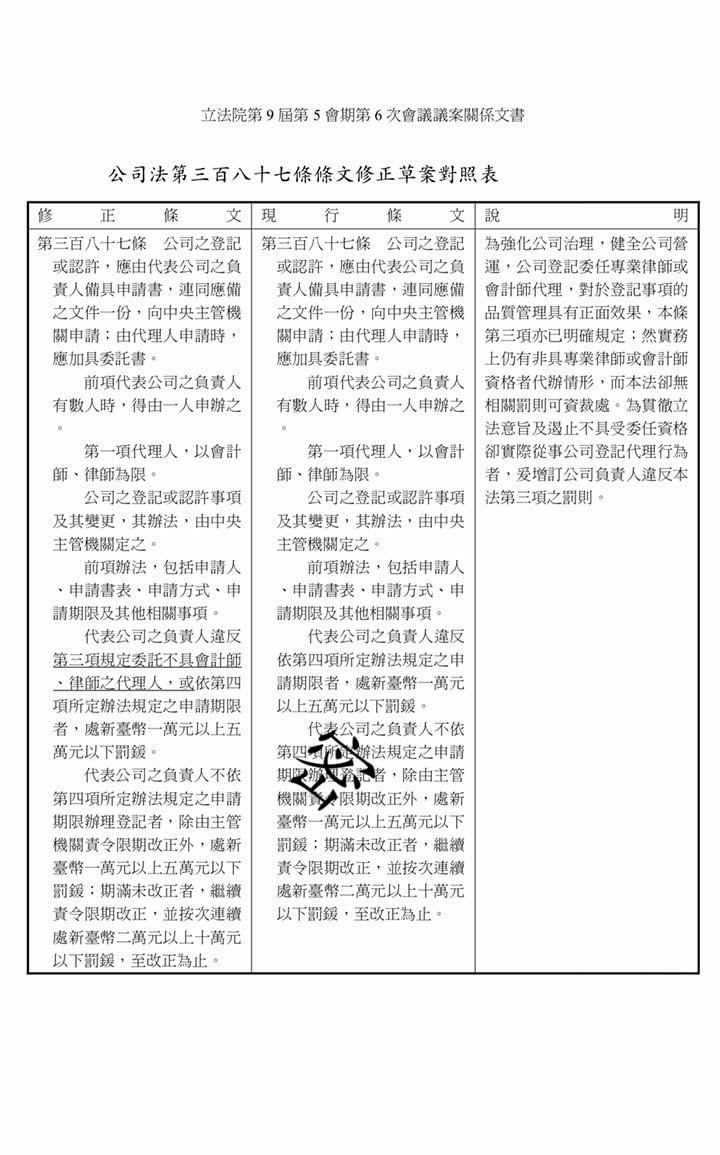 立法院第 9 屆第 5 會期第 6 次會議議案關係文書
公司法第三百八十七條條文修正草案對照表
修正條文
第三百八十七條　公司之登記
或認許，應由代表公司之負
責人備具申請書，連同應備
之文件一份，向中央主管機
關申請；由代理人申請時，
應加具委託書。
前項代表公司之負責人
有數人時，得由一人申辦之
。
第一項代理人，以會計
師、律師為限。
公司之登記或認許事項
及其變更，其辦法，由中央
主管機關定之。
前項辦法，包括申請人
、申請書表、申請方式、申
請期限及其他相關事項。
代表公司之負責人違反
第三項規定委託不具會計師
、律師之代理人，或依第四
項所定辦法規定之申請期限
者，處新臺幣一萬元以上五
萬元以下罰鍰。
代表公司之負責人不依
第四項所定辦法規定之申請
期限辦理登記者，除由主管
機關責令限期改正外，處新
臺幣一萬元以上五萬元以下
罰鍰；期滿未改正者，繼續
責令限期改正，並按次連續
處新臺幣二萬元以上十萬元
以下罰鍰，至改正為止。
現行條文
第三百八十七條　公司之登記
或認許，應由代表公司之負
責人備具申請書，連同應備
之文件一份，向中央主管機
關申請；由代理人申請時，
應加具委託書。
前項代表公司之負責人
有數人時，得由一人申辦之
。
第一項代理人，以會計
師、律師為限。
公司之登記或認許事項
及其變更，其辦法，由中央
主管機關定之。
前項辦法，包括申請人
、申請書表、申請方式、申
請期限及其他相關事項。
代表公司之負責人違反
依第四項所定辦法規定之申
請期限者，處新臺幣一萬元
以上五萬元以下罰鍰。
代表公司之負責人不依
第四項所定辦法規定之申請
期限辦理登記者，除由主管
機關責令限期改正外，處新
臺幣一萬元以上五萬元以下
罰鍰；期滿未改正者，繼續
責令限期改正，並按次連續
處新臺幣二萬元以上十萬元
以下罰鍰，至改正為止。
說明
為強化公司治理，健全公司營
運，公司登記委任專業律師或
會計師代理，對於登記事項的
品質管理具有正面效果，本條
第三項亦已明確規定；然實務
上仍有非具專業律師或會計師
資格者代辦情形，而本法卻無
相關罰則可資裁處。為貫徹立
法意旨及遏止不具受委任資格
卻實際從事公司登記代理行為
者，爰增訂公司負責人違反本
法第三項之罰則。